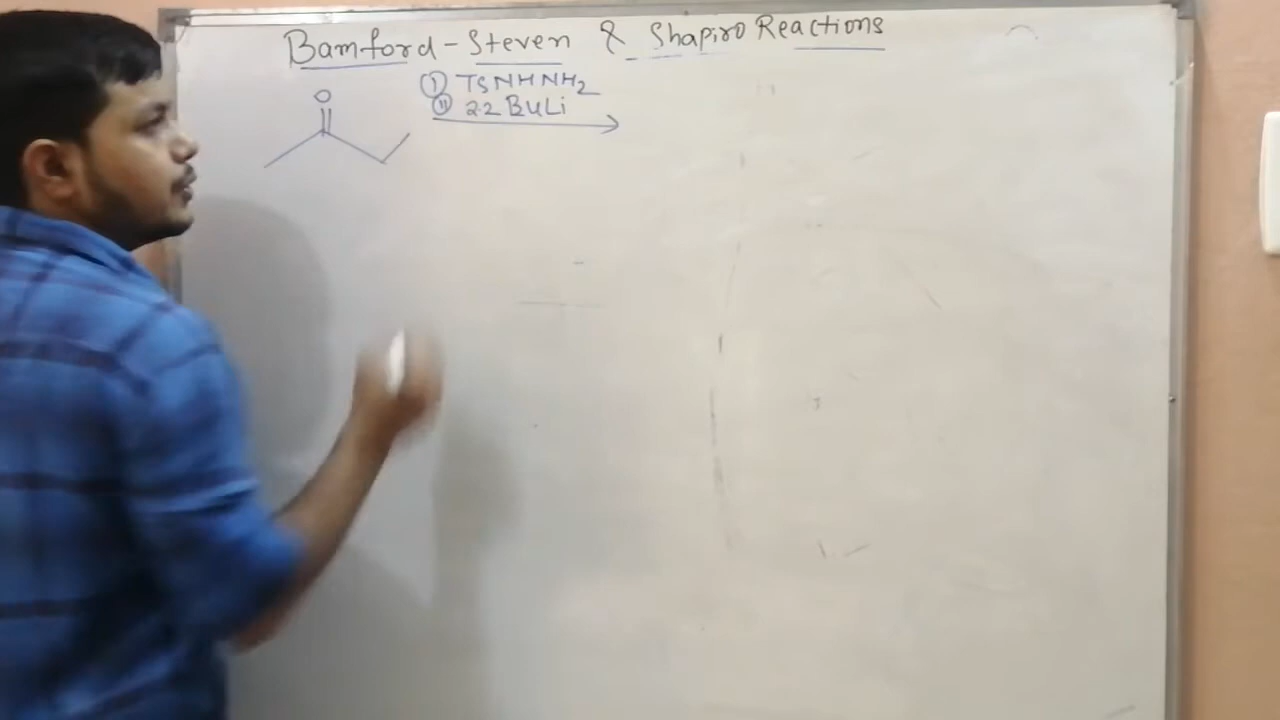 Bamford-Steven & Shapiro Reactions
(I) TSNHNH2
(II) 2.2 BuLi
O